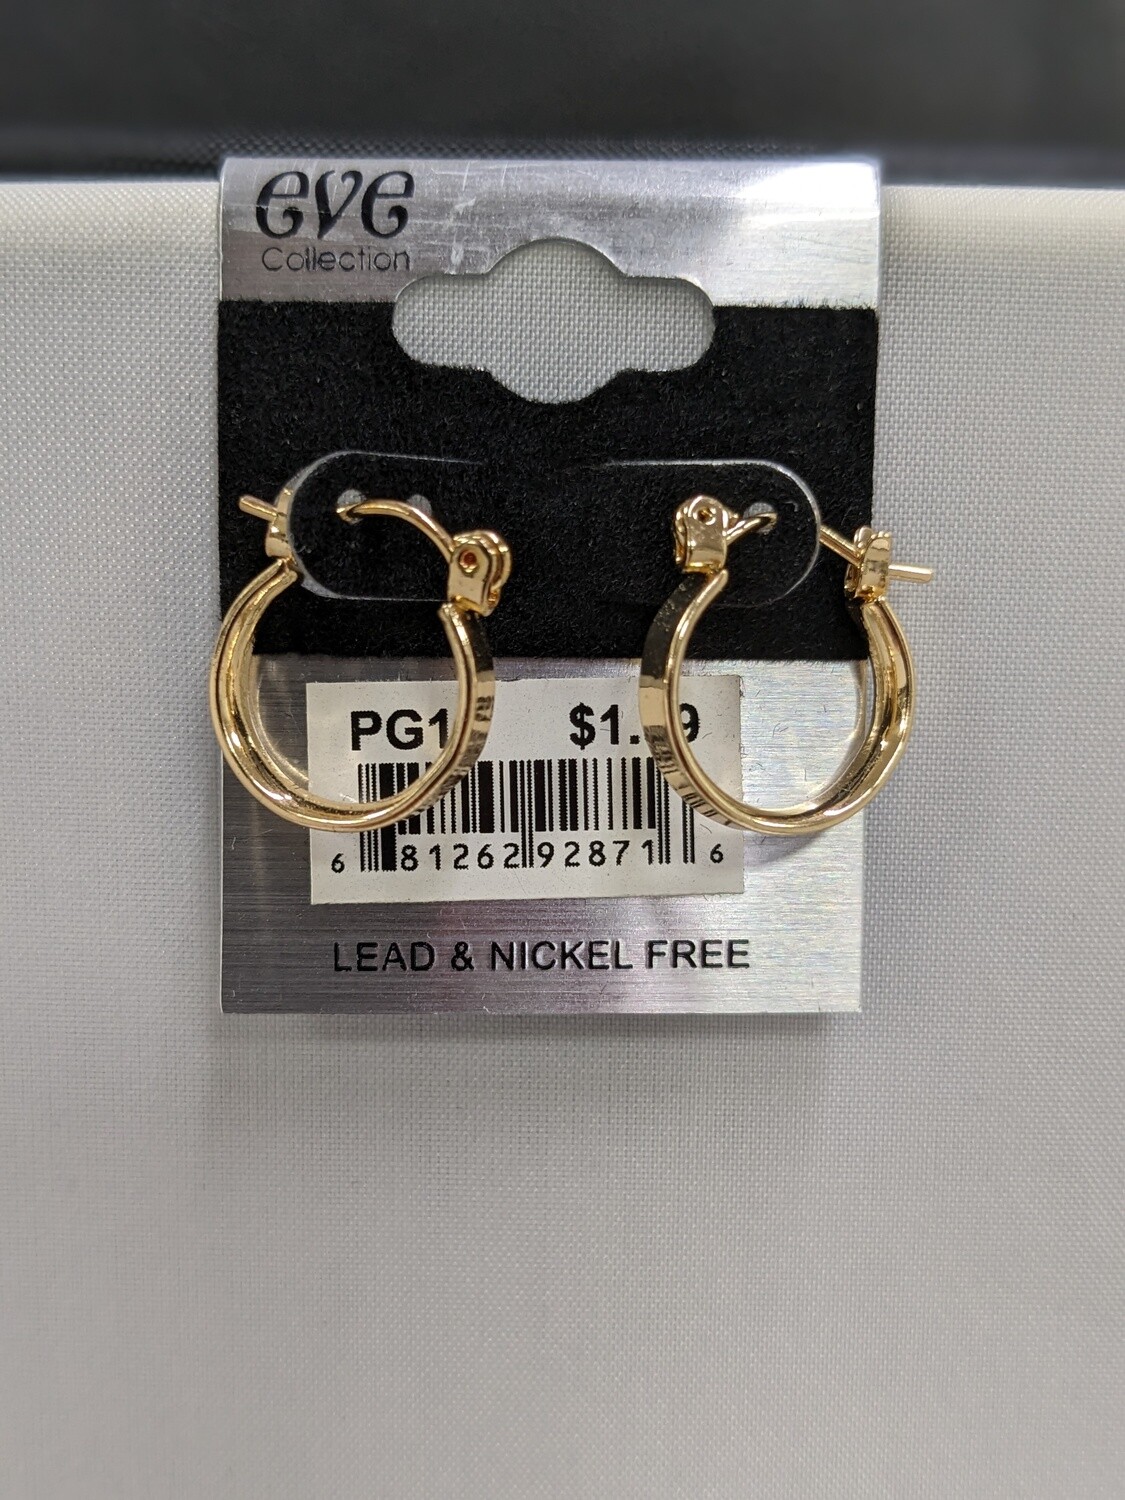 eve
Collection
PG1 $1. 9
6 81262 92871 6
LEAD & NICKEL FREE